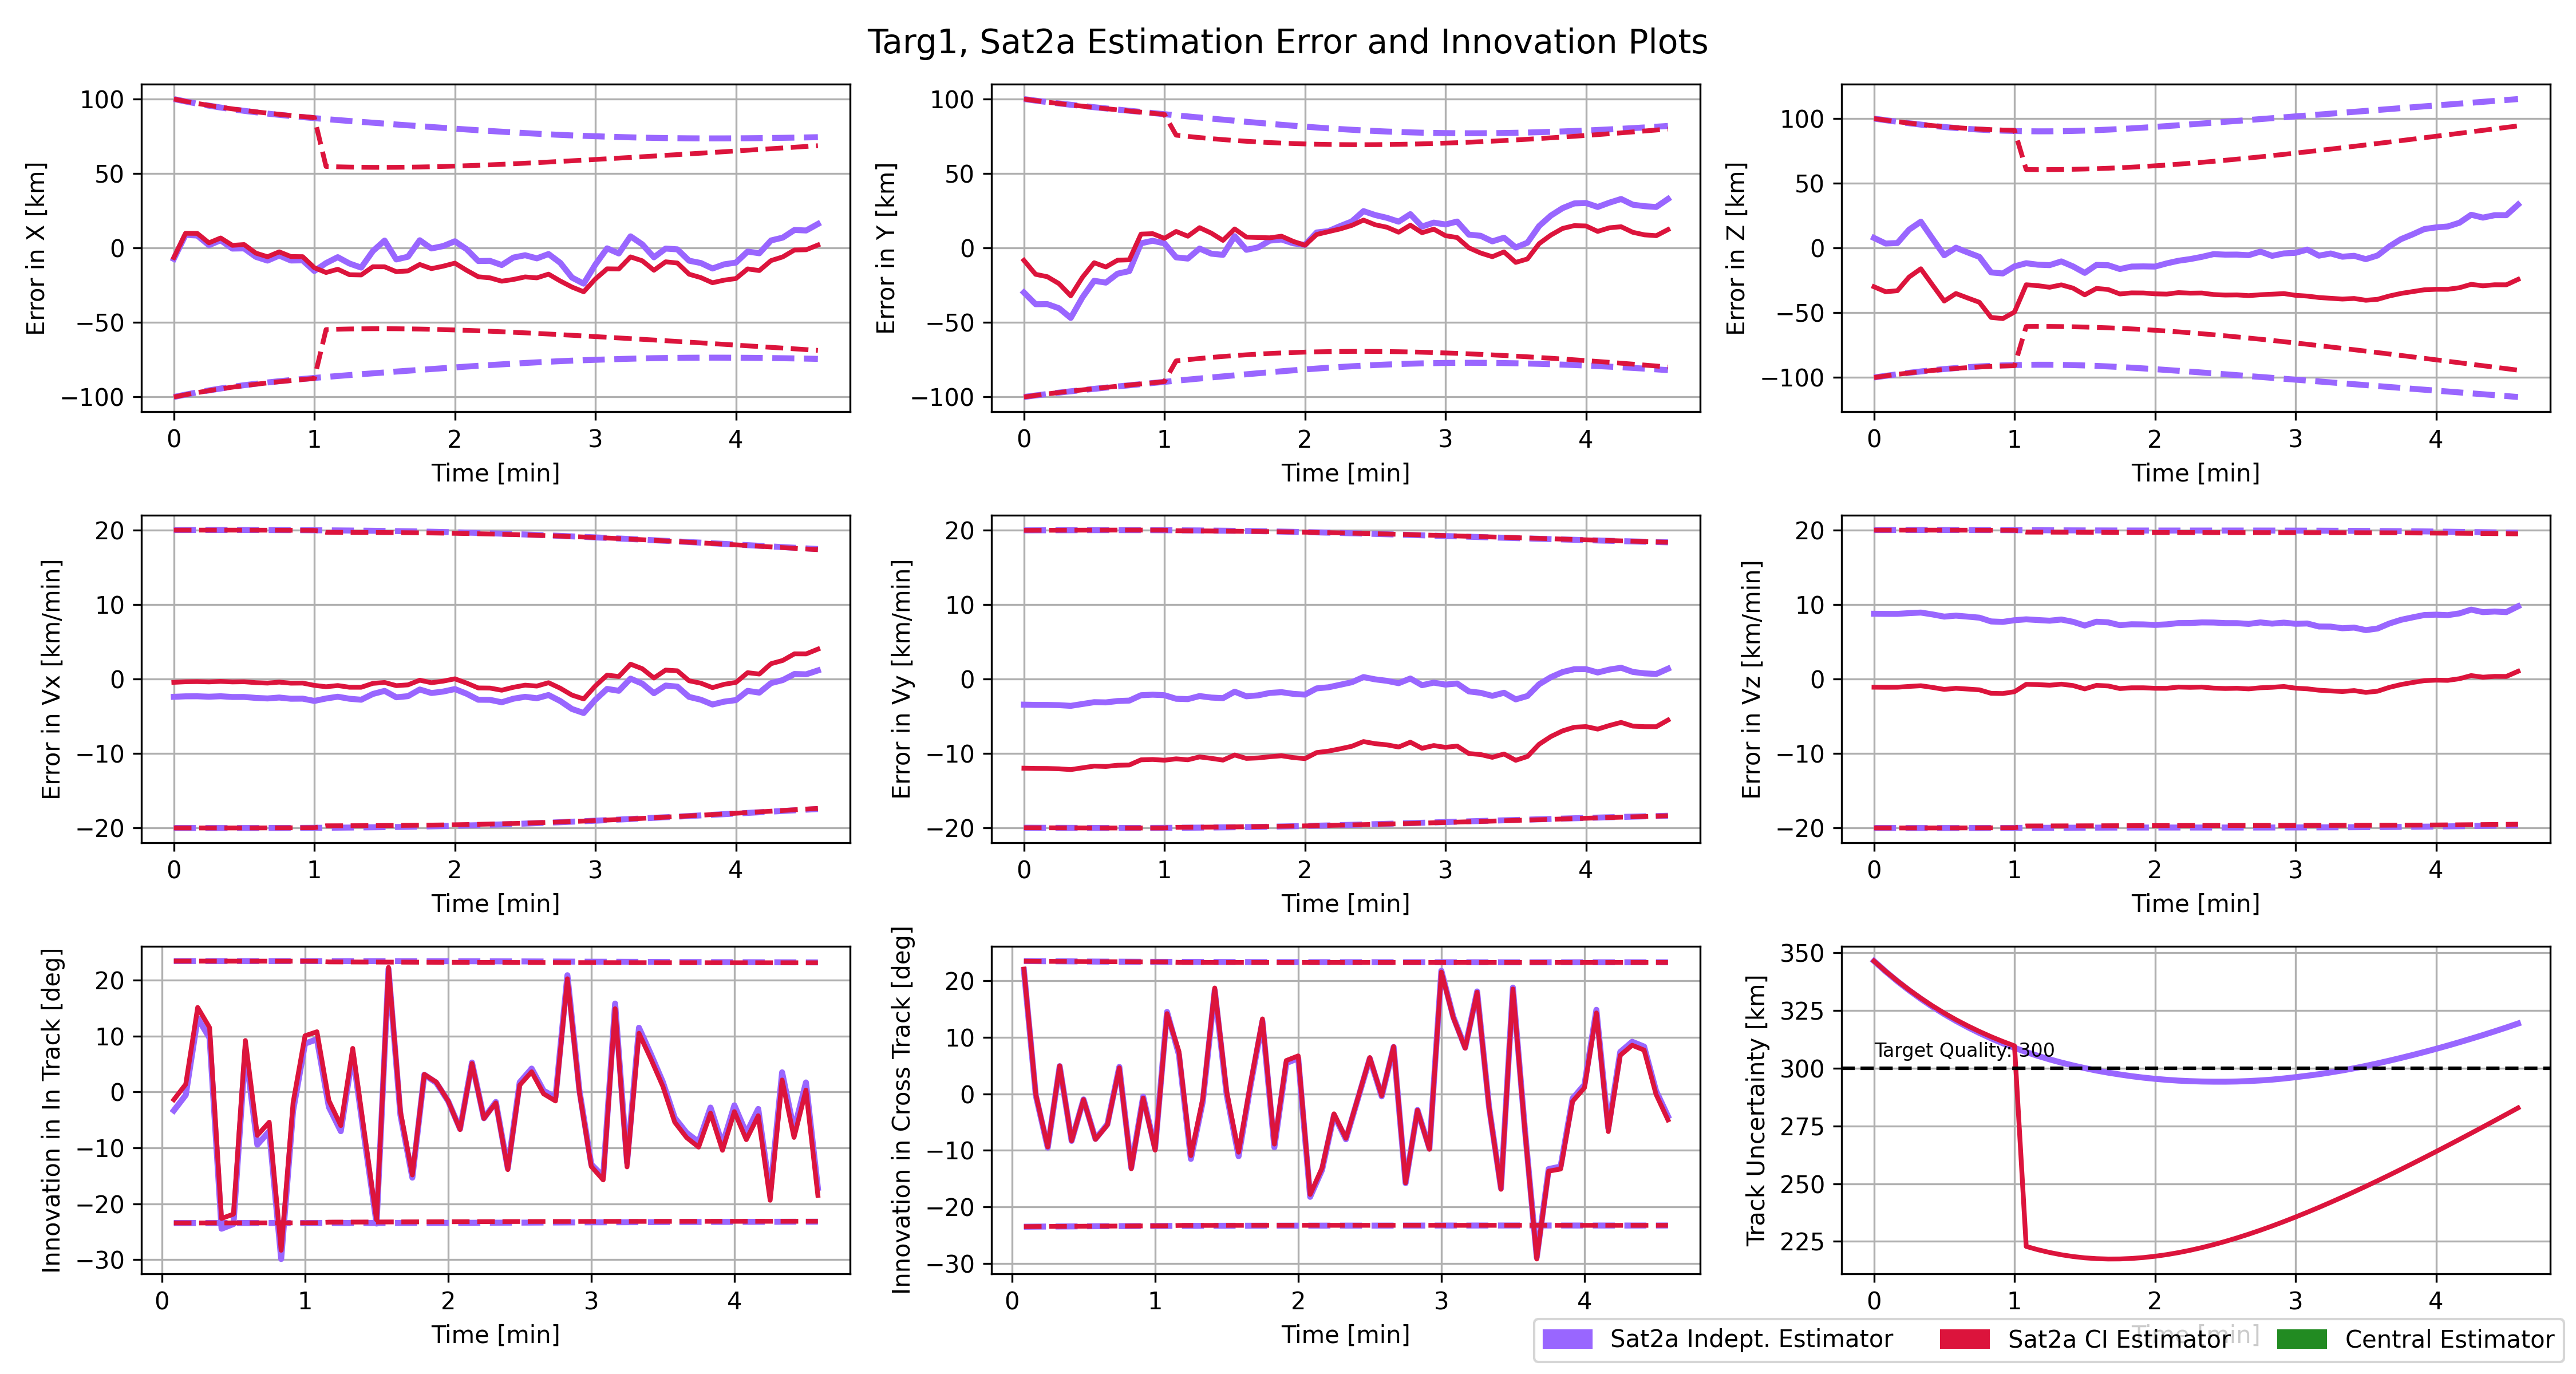 Targ1, Sat2a Estimation Error and Innovation Plots
Error in X [km]
100
50
0
−50
−100
0 1 2 3 4
Time [min]
Error in Y [km]
100
50
0
−50
−100
0 1 2 3 4
Time [min]
Error in Z [km]
100
50
0
−50
−100
0 1 2 3 4
Time [min]
Error in Vx [km/min]
20
10
0
−10
−20
0 1 2 3 4
Time [min]
Error in Vy [km/min]
20
10
0
−10
−20
0 1 2 3 4
Time [min]
Error in Vz [km/min]
20
10
0
−10
−20
0 1 2 3 4
Time [min]
Innovation in In Track [deg]
20
10
0
−10
−20
−30
0 1 2 3 4
Time [min]
Innovation in Cross Track [deg]
20
10
0
−10
−20
−30
0 1 2 3 4
Time [min]
Track Uncertainty [km]
350
325
300
275
250
225
Target Quality: 300
0 1 2 3 4
Time [min]
Sat2a Indept. Estimator Sat2a CI Estimator Central Estimator